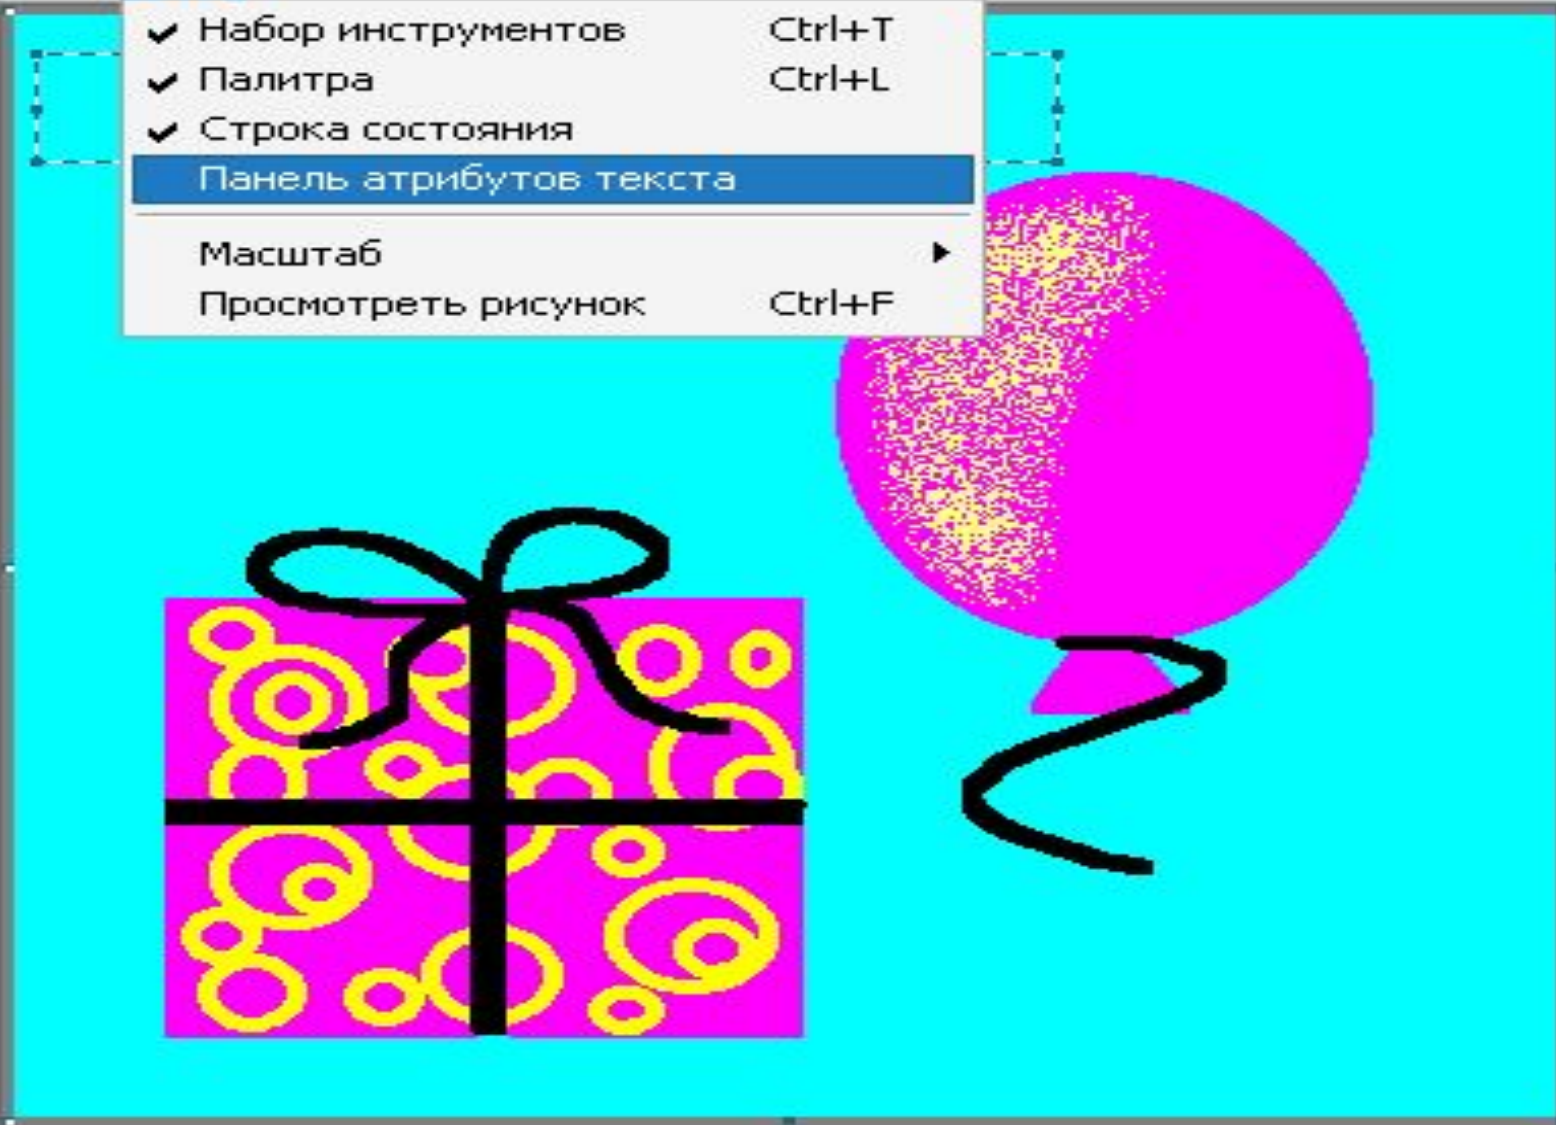 Набор инструментов Ctrl+T
Палитра Ctrl+L
Строка состояния
Панель атрибутов текста
Масштаб
Просмотреть рисунок Ctrl+F